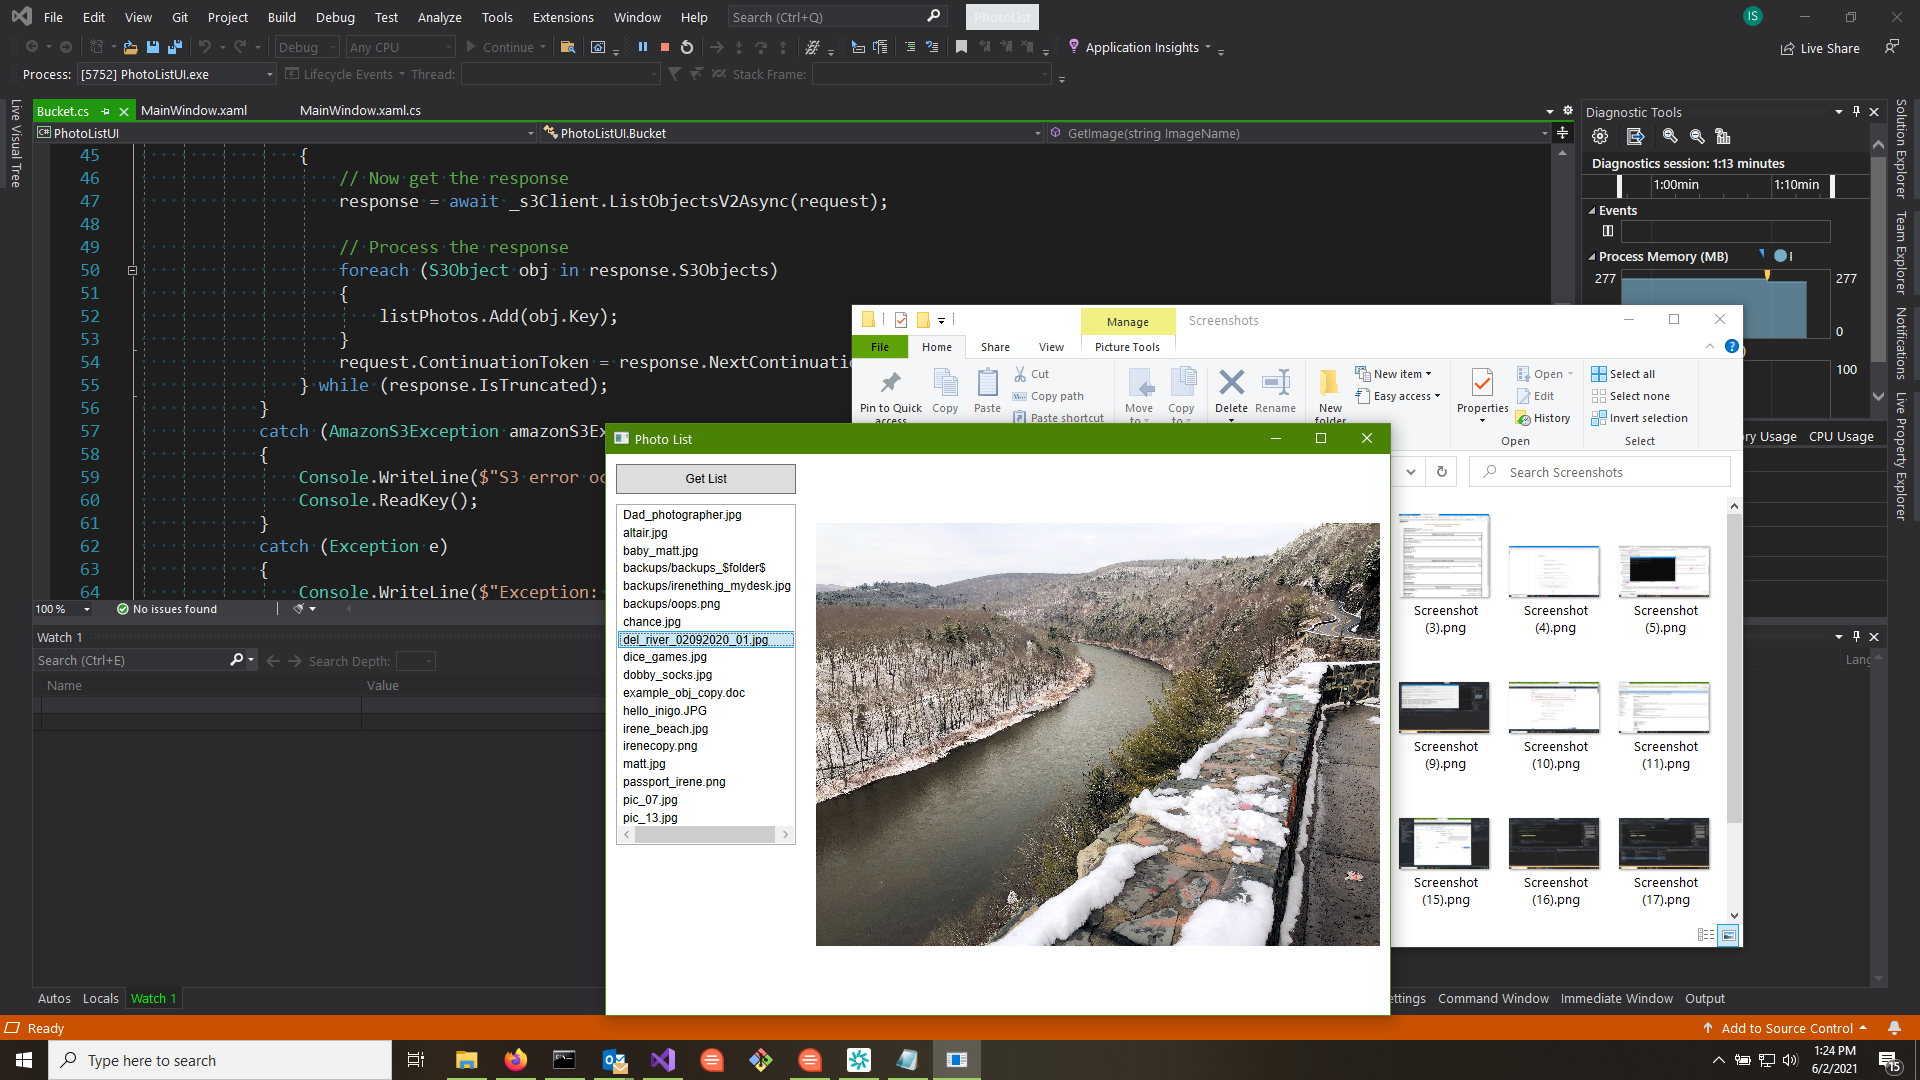 File Edit View Git Project Build Debug Test Analyze Tools Extensions Window Help Search (Ctrl+Q) PhotoList IS
Debug Any CPU Continue Application Insights Live Share
Process: [5752] PhotoListUI.exe Lifecycle Events Thread: Stack Frame:
Live Visual Tree
Bucket.cs MainWindow.xaml MainWindow.xaml.cs
PhotoListUI PhotoListUI.Bucket GetImage(string ImageName)
45 {
46 // Now get the response
47 response = await _s3Client.ListObjectsV2Async(request);
48
49 // Process the response
50 foreach (S3Object obj in response.S3Objects)
51 {
52 listPhotos.Add(obj.Key);
53 }
54 request.ContinuationToken = response.NextContinuatio
55 } while (response.IsTruncated);
56 }
57 catch (AmazonS3Exception amazonS3Ex
58 {
59 Console.WriteLine($"S3 error oc
60 Console.ReadKey();
61 }
62 catch (Exception e)
63 {
64 Console.WriteLine($"Exception:
100 % No issues found
Watch 1
Search (Ctrl+E) Search Depth:
Name Value
Autos Locals Watch 1
Diagnostic Tools
Diagnostics session: 1:13 minutes
1:00min 1:10min
Events
Process Memory (MB)
277 277
0
100
ry Usage CPU Usage
Lang
Solution Explorer
Team Explorer
Notifications
Live Property Explorer
Manage Screenshots
File Home Share View Picture Tools
Pin to Quick access
Copy
Paste
Cut
Copy path
Paste shortcut
Move to
Copy to
Delete
Rename
New folder
New item
Easy access
Properties
Open
Edit
History
Open
Select all
Select none
Invert selection
Select
Search Screenshots
Screenshot (3).png
Screenshot (4).png
Screenshot (5).png
Screenshot (9).png
Screenshot (10).png
Screenshot (11).png
Screenshot (15).png
Screenshot (16).png
Screenshot (17).png
Photo List
Get List
Dad_photographer.jpg
altair.jpg
baby_matt.jpg
backups/backups_$folder$
backups/irenething_mydesk.jpg
backups/oops.png
chance.jpg
del_river_02092020_01.jpg
dice_games.jpg
dobby_socks.jpg
example_obj_copy.doc
hello_inigo.JPG
irene_beach.jpg
irenecopy.png
matt.jpg
passport_irene.png
pic_07.jpg
pic_13.jpg
ettings Command Window Immediate Window Output
Ready Add to Source Control
Type here to search
1:24 PM
6/2/2021
15